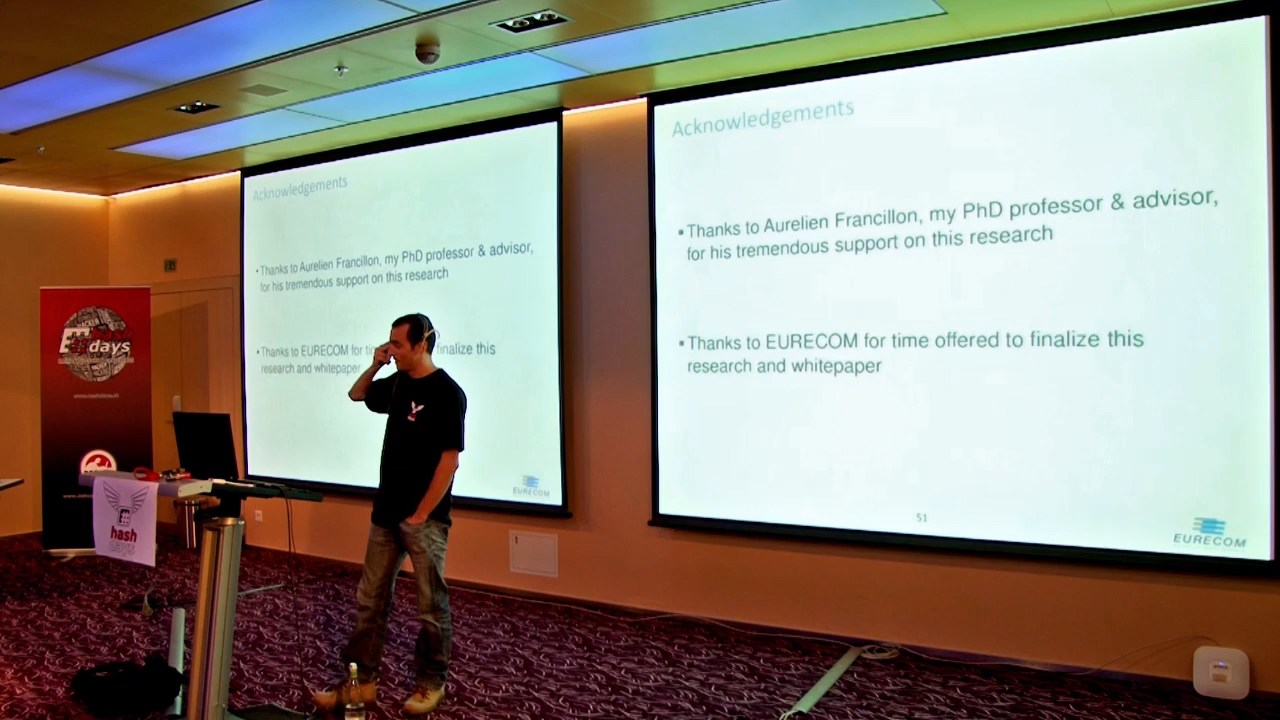 Acknowledgements
Thanks to Aurelien Francillon, my PhD professor & advisor,
for his tremendous support on this research
Thanks to EURECOM for
finalize this
research and whitepaper
EURECOM
Acknowledgements
Thanks to Aurelien Francillon, my PhD professor & advisor,
for his tremendous support on this research
Thanks to EURECOM for time offered to finalize this
research and whitepaper
51
EURECOM
days
hash
days